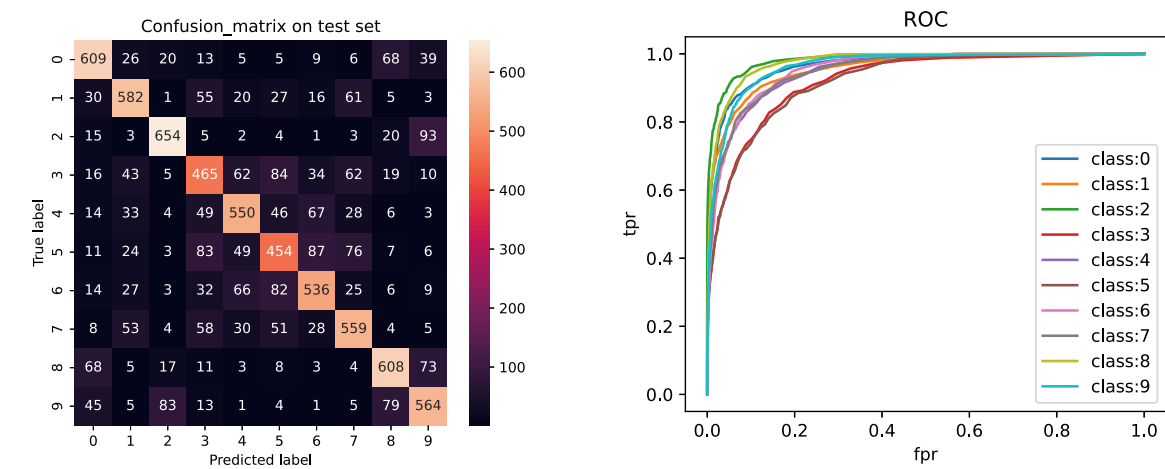 Confusion_matrix on test set
True label
0 609 26 20 13 5 5 9 6 68 39
1 30 582 1 55 20 27 16 61 5 3
2 15 3 654 5 2 4 1 3 20 93
3 16 43 5 465 62 84 34 62 19 10
4 14 33 4 49 550 46 67 28 6 3
5 11 24 3 83 49 454 87 76 7 6
6 14 27 3 32 66 82 536 25 6 9
7 8 53 4 58 30 51 28 559 4 5
8 68 5 17 11 3 8 3 4 608 73
9 45 5 83 13 1 4 1 5 79 564
0 1 2 3 4 5 6 7 8 9
Predicted label
600
500
400
300
200
100
ROC
tpr
1.0
0.8
0.6
0.4
0.2
0.0
class:0
class:1
class:2
class:3
class:4
class:5
class:6
class:7
class:8
class:9
0.0 0.2 0.4 0.6 0.8 1.0
fpr